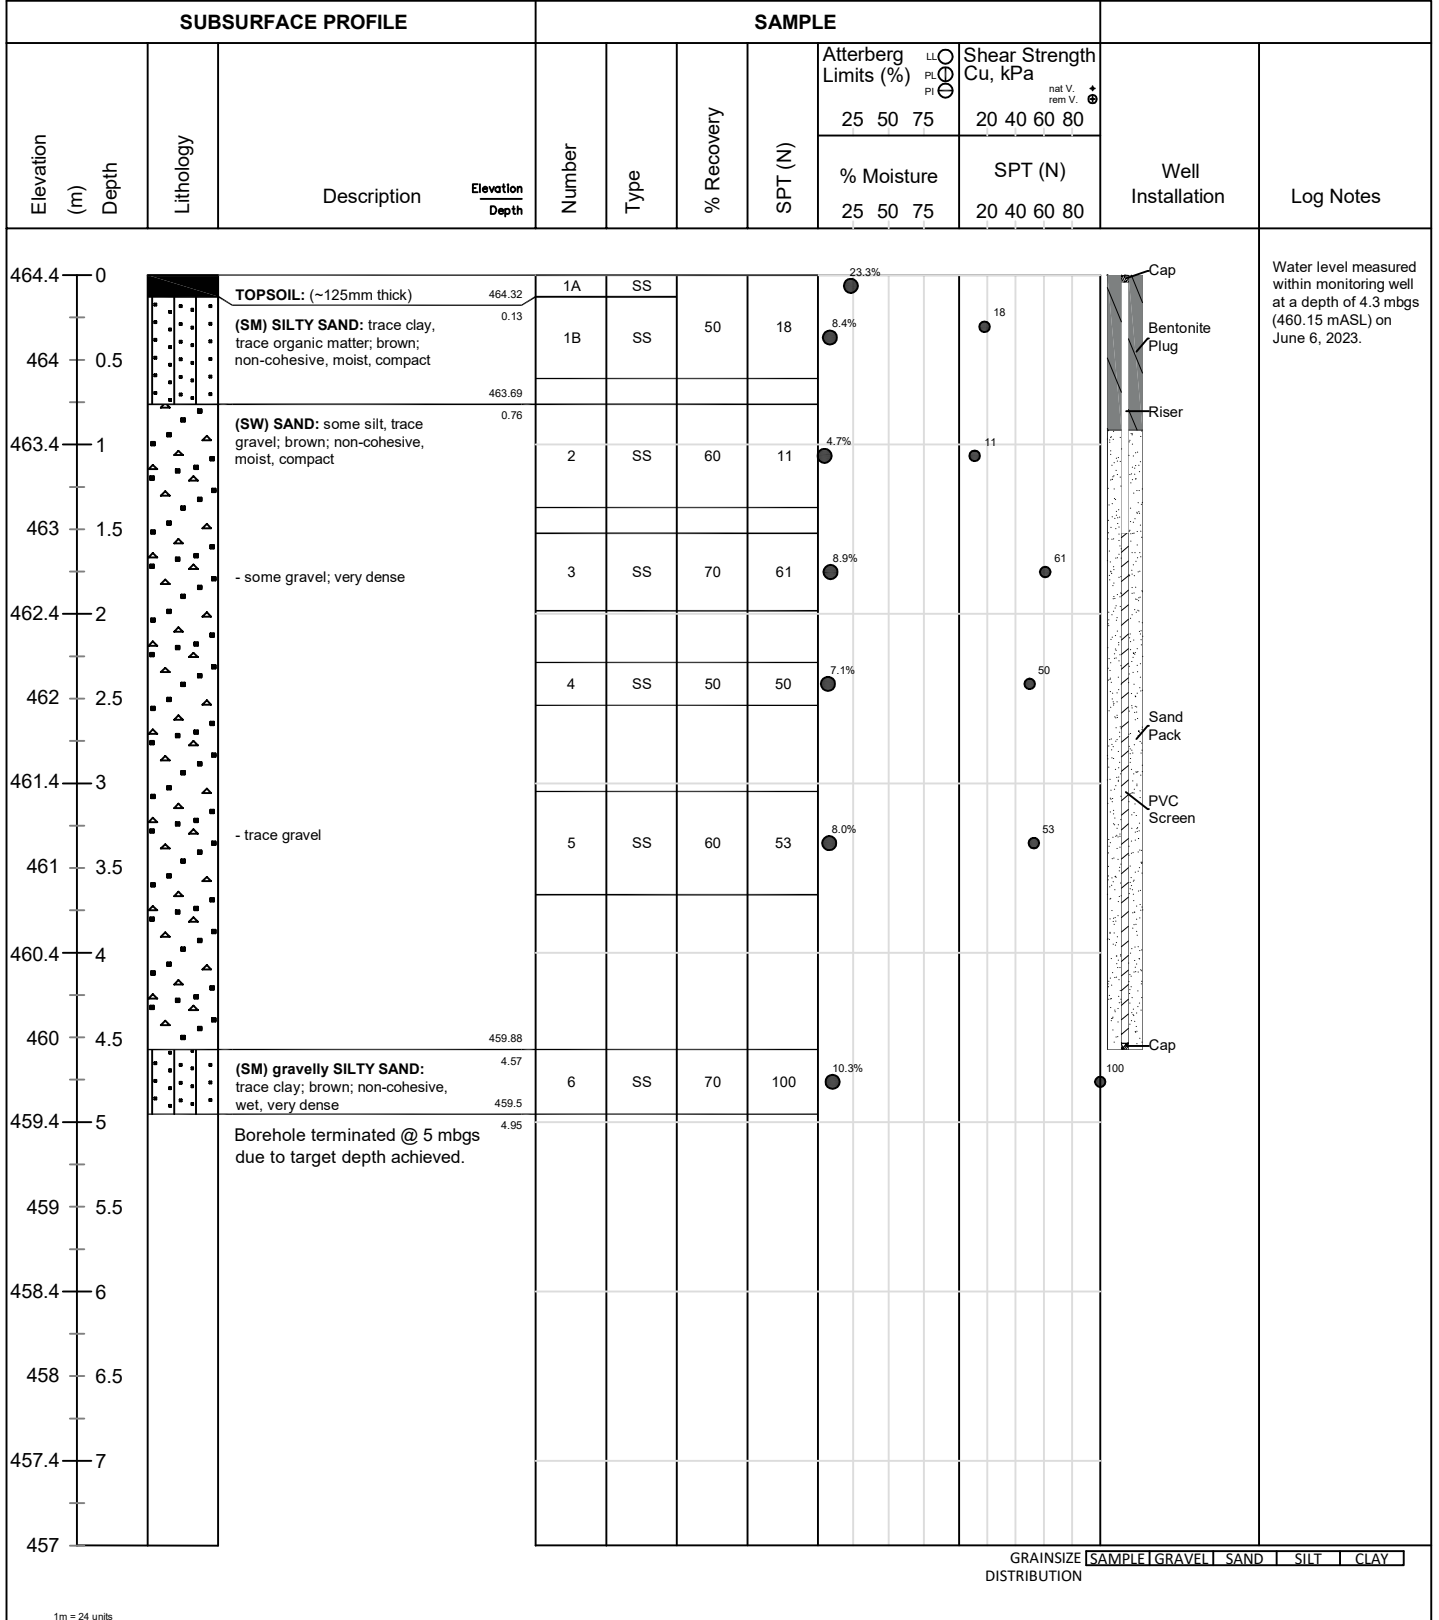 SUBSURFACE PROFILE
SAMPLE
Elevation
(m)
Depth
Lithology
Description
Elevation
Depth
Number
Type
% Recovery
SPT (N)
Atterberg
Limits (%)
LL
PL
PI
25 50 75
% Moisture
25 50 75
Shear Strength
Cu, kPa
nat V.
rem V.
20 40 60 80
SPT (N)
20 40 60 80
Well
Installation
Log Notes
464.4 0
464 0.5
463.4 1
463 1.5
462.4 2
462 2.5
461.4 3
461 3.5
460.4 4
460 4.5
459.4 5
459 5.5
458.4 6
458 6.5
457.4 7
457
TOPSOIL: (~125mm thick)
464.32
0.13
(SM) SILTY SAND: trace clay,
trace organic matter; brown;
non-cohesive, moist, compact
463.69
0.76
(SW) SAND: some silt, trace
gravel; brown; non-cohesive,
moist, compact
- some gravel; very dense
- trace gravel
459.88
4.57
(SM) gravelly SILTY SAND:
trace clay; brown; non-cohesive,
wet, very dense
459.5
4.95
Borehole terminated @ 5 mbgs
due to target depth achieved.
1A SS
1B SS 50 18
2 SS 60 11
3 SS 70 61
4 SS 50 50
5 SS 60 53
6 SS 70 100
23.3%
8.4%
4.7%
8.9%
7.1%
8.0%
10.3%
18
11
61
50
53
100
Cap
Bentonite
Plug
Riser
Sand
Pack
PVC
Screen
Cap
Water level measured
within monitoring well
at a depth of 4.3 mbgs
(460.15 mASL) on
June 6, 2023.
GRAINSIZE
DISTRIBUTION
SAMPLE GRAVEL SAND SILT CLAY
1m = 24 units